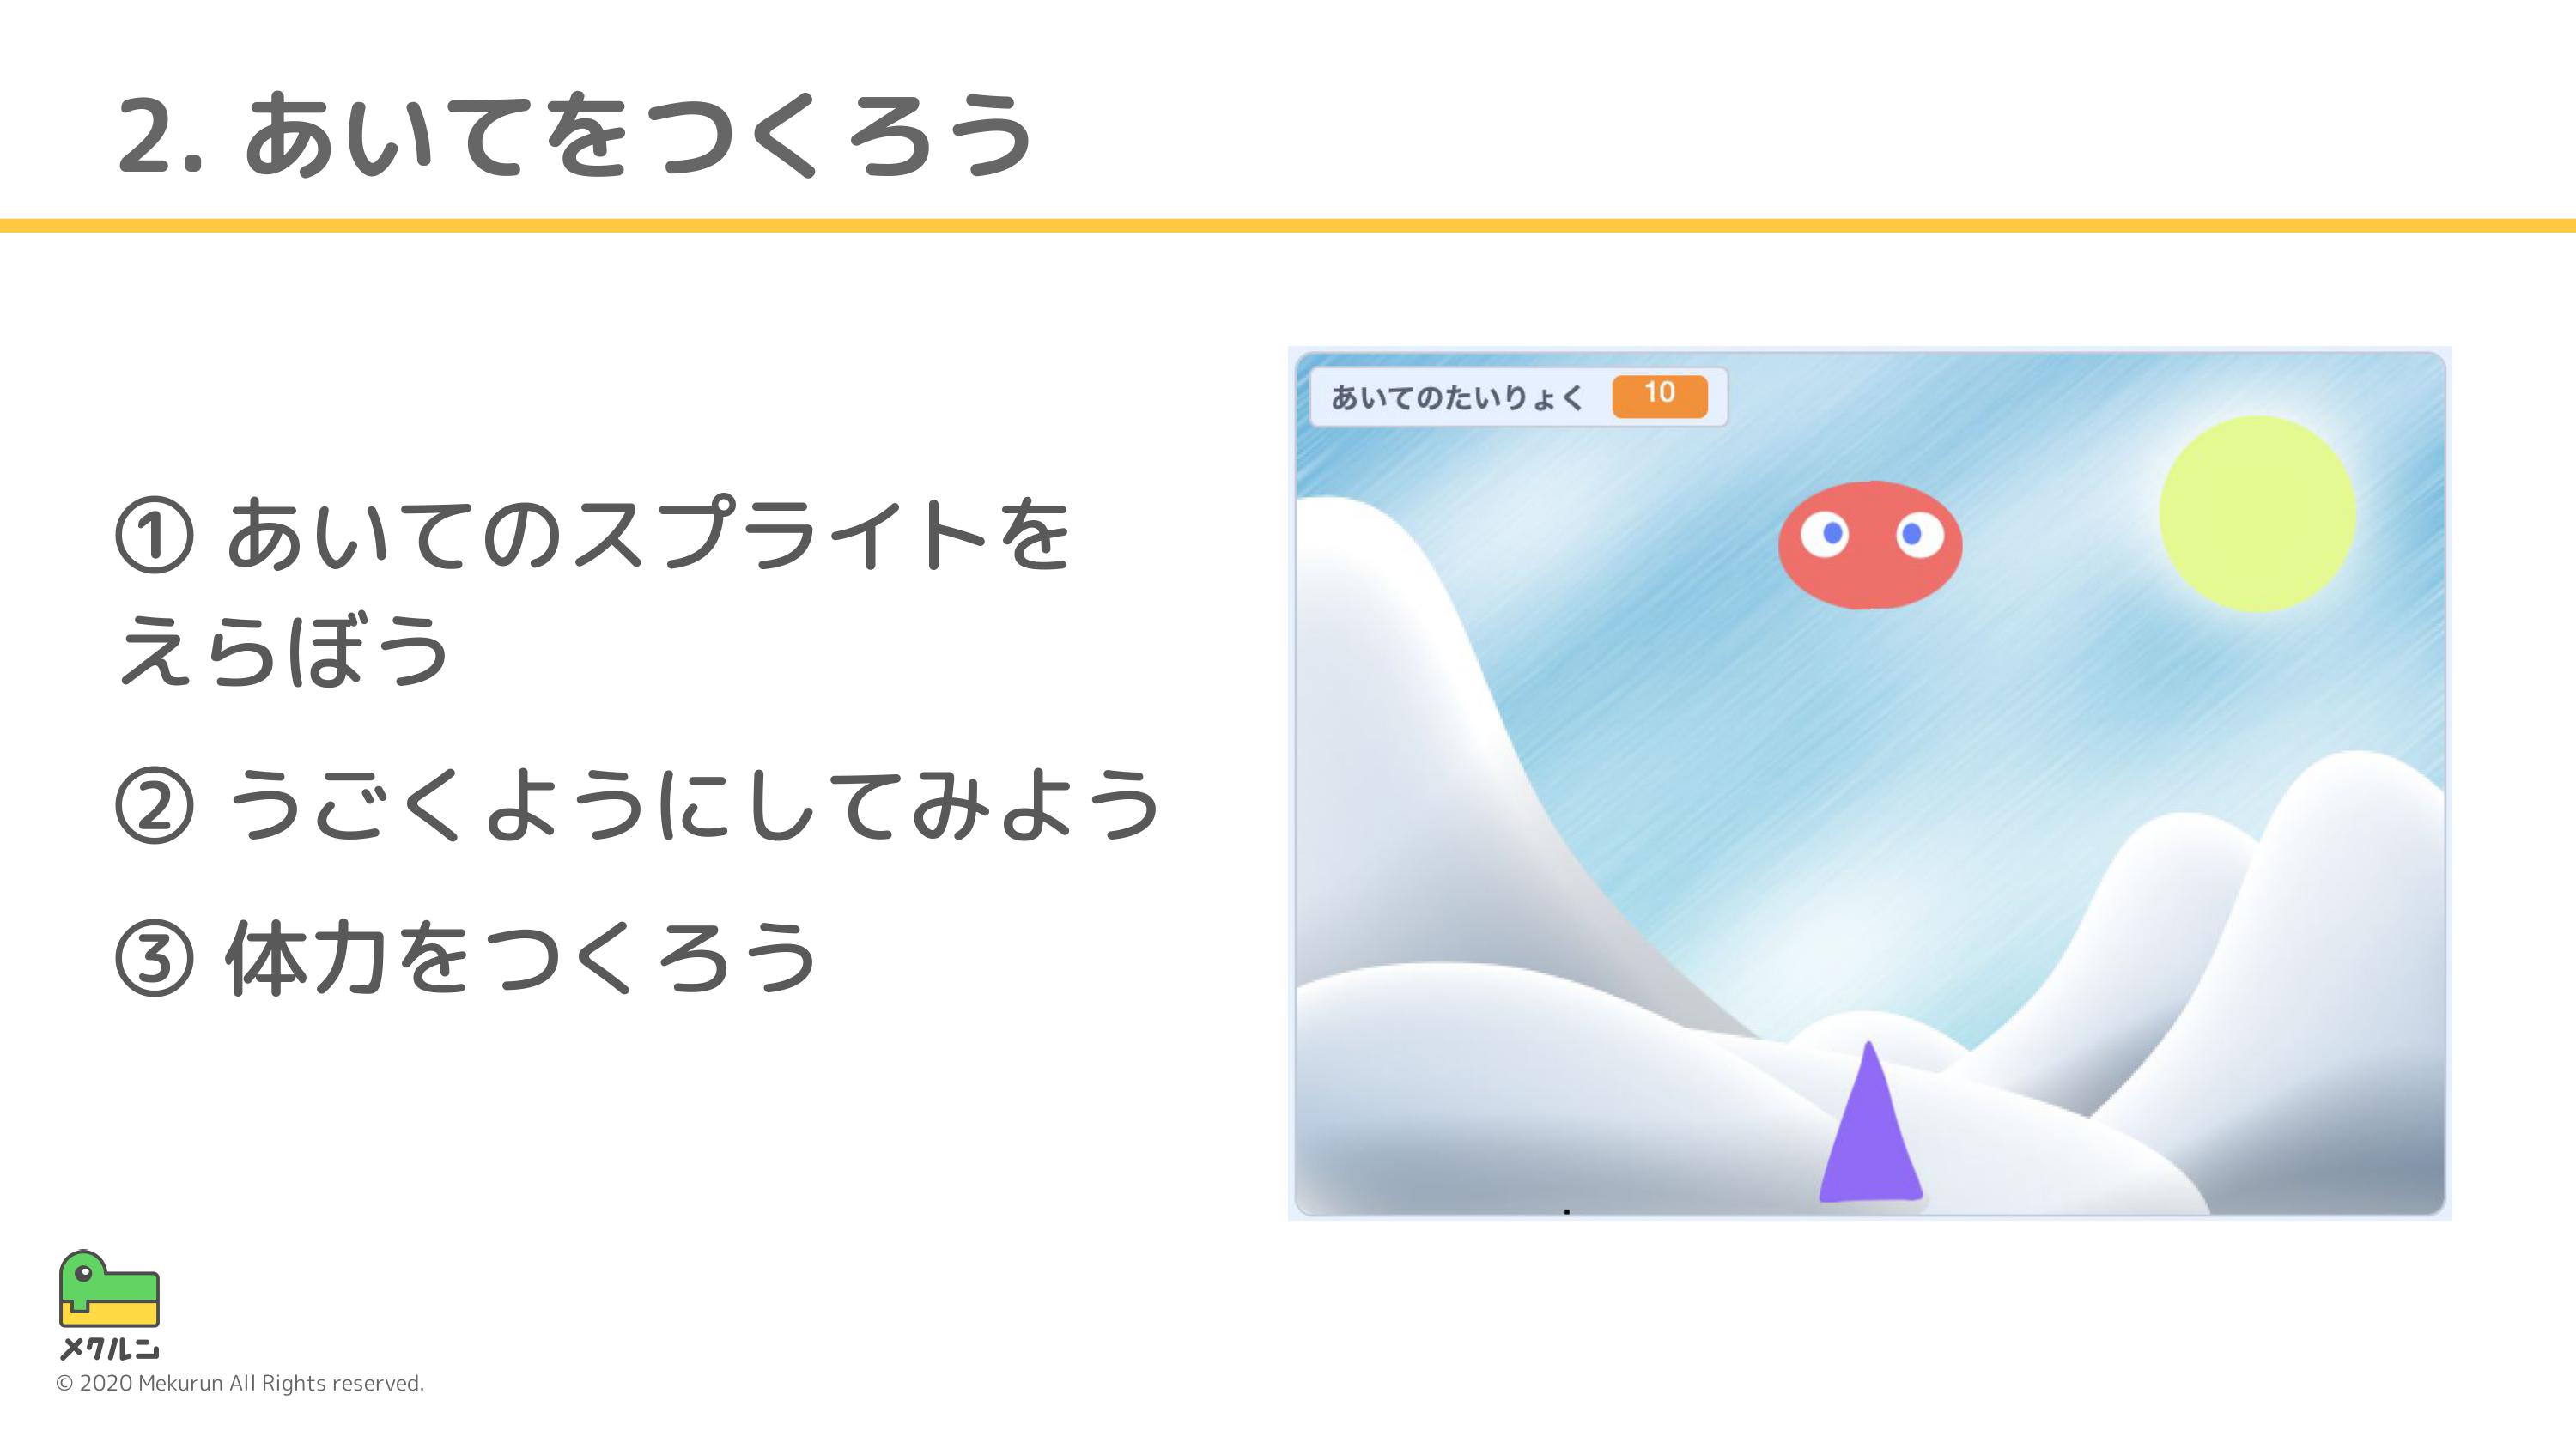 2. あいてをつくろう
① あいてのスプライトを
えらぼう
② うごくようにしてみよう
③ 体力をつくろう
あいてのたいりょく 10
メクルン
© 2020 Mekurun All Rights reserved.